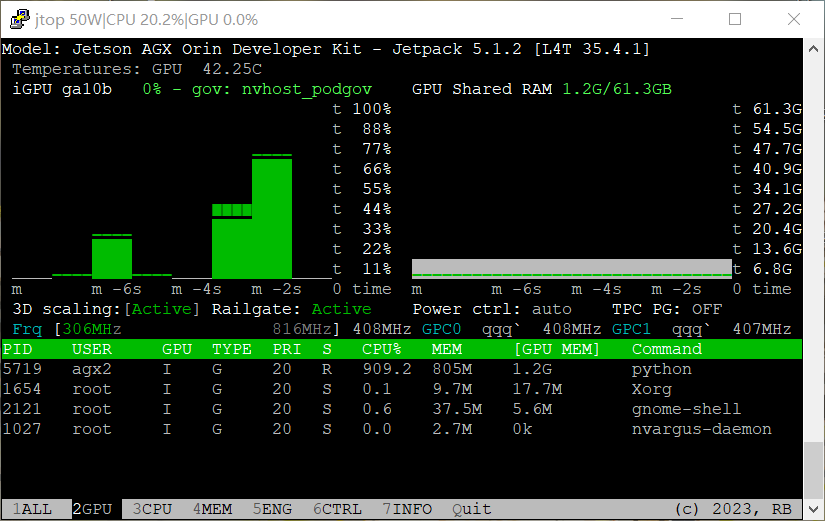 jtop 50W|CPU 20.2%|GPU 0.0%
Model: Jetson AGX Orin Developer Kit - Jetpack 5.1.2 [L4T 35.4.1]
Temperatures: GPU 42.25C
iGPU ga10b 0% - gov: nvhost_podgov GPU Shared RAM 1.2G/61.3GB
t 100% t 61.3G
t 88% t 54.5G
t 77% t 47.7G
t 66% t 40.9G
t 55% t 34.1G
t 44% t 27.2G
t 33% t 20.4G
t 22% t 13.6G
t 11% t 6.8G
m m -6s m -4s m -2s 0 time m m -6s m -4s m -2s 0 time
3D scaling:[Active] Railgate: Active Power ctrl: auto TPC PG: OFF
Frq [306MHz 816MHz] 408MHz GPC0 qqq` 408MHz GPC1 qqq` 407MHz
PID USER GPU TYPE PRI S CPU% MEM [GPU MEM] Command
5719 agx2 I G 20 R 909.2 805M 1.2G python
1654 root I G 20 S 0.1 9.7M 17.7M Xorg
2121 root I G 20 S 0.6 37.5M 5.6M gnome-shell
1027 root I G 20 S 0.0 2.7M 0k nvargus-daemon
1ALL 2GPU 3CPU 4MEM 5ENG 6CTRL 7INFO Quit (c) 2023, RB